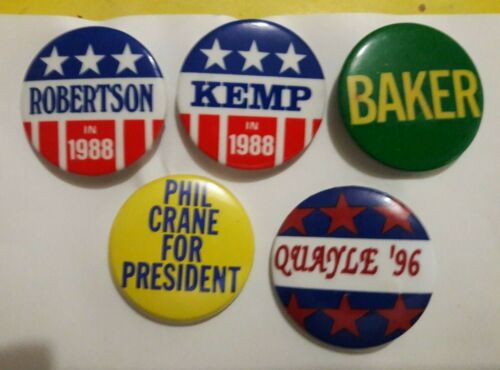 ROBERTSON
IN
1988
KEMP
IN
1988
BAKER
PHIL
CRANE
FOR
PRESIDENT
QUAYLE '96